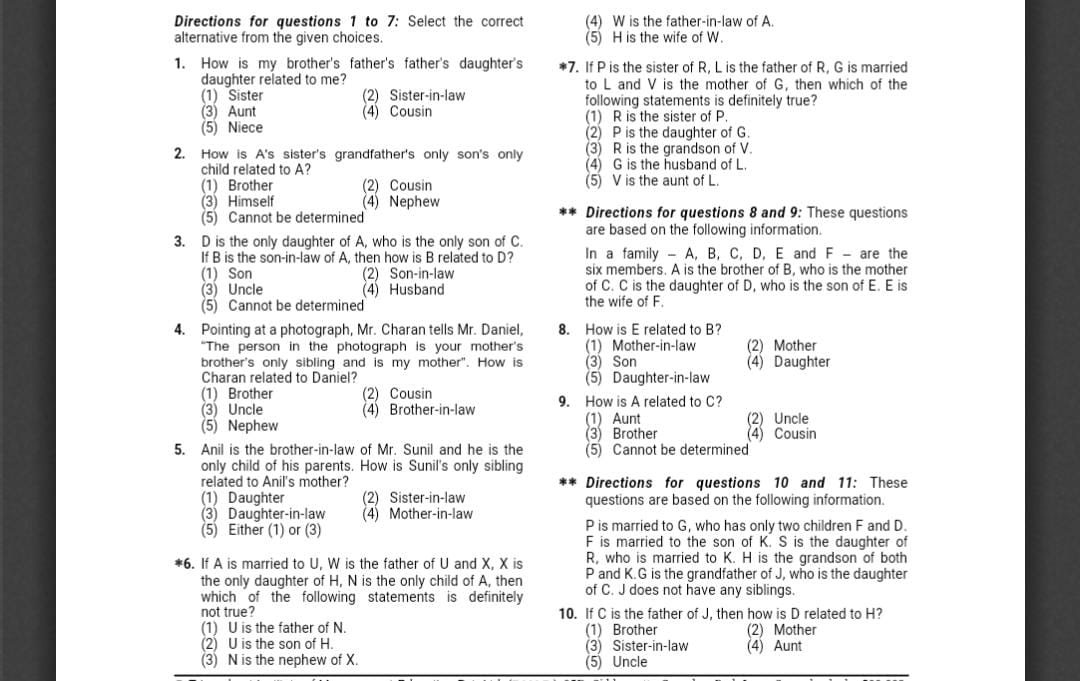 Directions for questions 1 to 7: Select the correct
alternative from the given choices.
1. How is my brother's father's father's daughter's
daughter related to me?
(1) Sister (2) Sister-in-law
(3) Aunt (4) Cousin
(5) Niece
2. How is A's sister's grandfather's only son's only
child related to A?
(1) Brother (2) Cousin
(3) Himself (4) Nephew
(5) Cannot be determined
3. D is the only daughter of A, who is the only son of C.
If B is the son-in-law of A, then how is B related to D?
(1) Son (2) Son-in-law
(3) Uncle (4) Husband
(5) Cannot be determined
4. Pointing at a photograph, Mr. Charan tells Mr. Daniel,
"The person in the photograph is your mother's
brother's only sibling and is my mother". How is
Charan related to Daniel?
(1) Brother (2) Cousin
(3) Uncle (4) Brother-in-law
(5) Nephew
5. Anil is the brother-in-law of Mr. Sunil and he is the
only child of his parents. How is Sunil's only sibling
related to Anil's mother?
(1) Daughter (2) Sister-in-law
(3) Daughter-in-law (4) Mother-in-law
(5) Either (1) or (3)
*6. If A is married to U, W is the father of U and X, X is
the only daughter of H, N is the only child of A, then
which of the following statements is definitely
not true?
(1) U is the father of N.
(2) U is the son of H.
(3) N is the nephew of X.
(4) W is the father-in-law of A.
(5) H is the wife of W.
*7. If P is the sister of R, L is the father of R, G is married
to L and V is the mother of G, then which of the
following statements is definitely true?
(1) R is the sister of P.
(2) P is the daughter of G.
(3) R is the grandson of V.
(4) G is the husband of L.
(5) V is the aunt of L.
** Directions for questions 8 and 9: These questions
are based on the following information.
In a family – A, B, C, D, E and F – are the
six members. A is the brother of B, who is the mother
of C. C is the daughter of D, who is the son of E. E is
the wife of F.
8. How is E related to B?
(1) Mother-in-law (2) Mother
(3) Son (4) Daughter
(5) Daughter-in-law
9. How is A related to C?
(1) Aunt (2) Uncle
(3) Brother (4) Cousin
(5) Cannot be determined
** Directions for questions 10 and 11: These
questions are based on the following information.
P is married to G, who has only two children F and D.
F is married to the son of K. S is the daughter of
R, who is married to K. H is the grandson of both
P and K.G is the grandfather of J, who is the daughter
of C. J does not have any siblings.
10. If C is the father of J, then how is D related to H?
(1) Brother (2) Mother
(3) Sister-in-law (4) Aunt
(5) Uncle